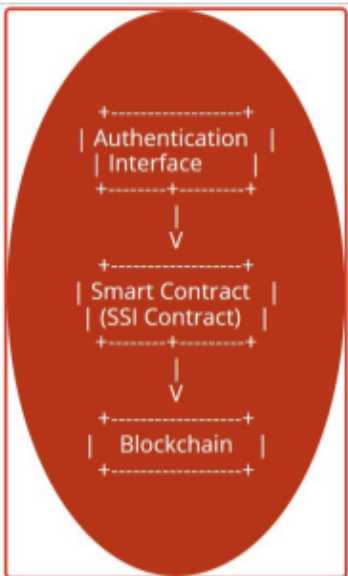 +------------------+
| Authentication |
| Interface |
+--------+---------+
|
V
+------------------+
| Smart Contract |
| (SSI Contract) |
+--------+---------+
|
V
+------------------+
| Blockchain |
+------------------+